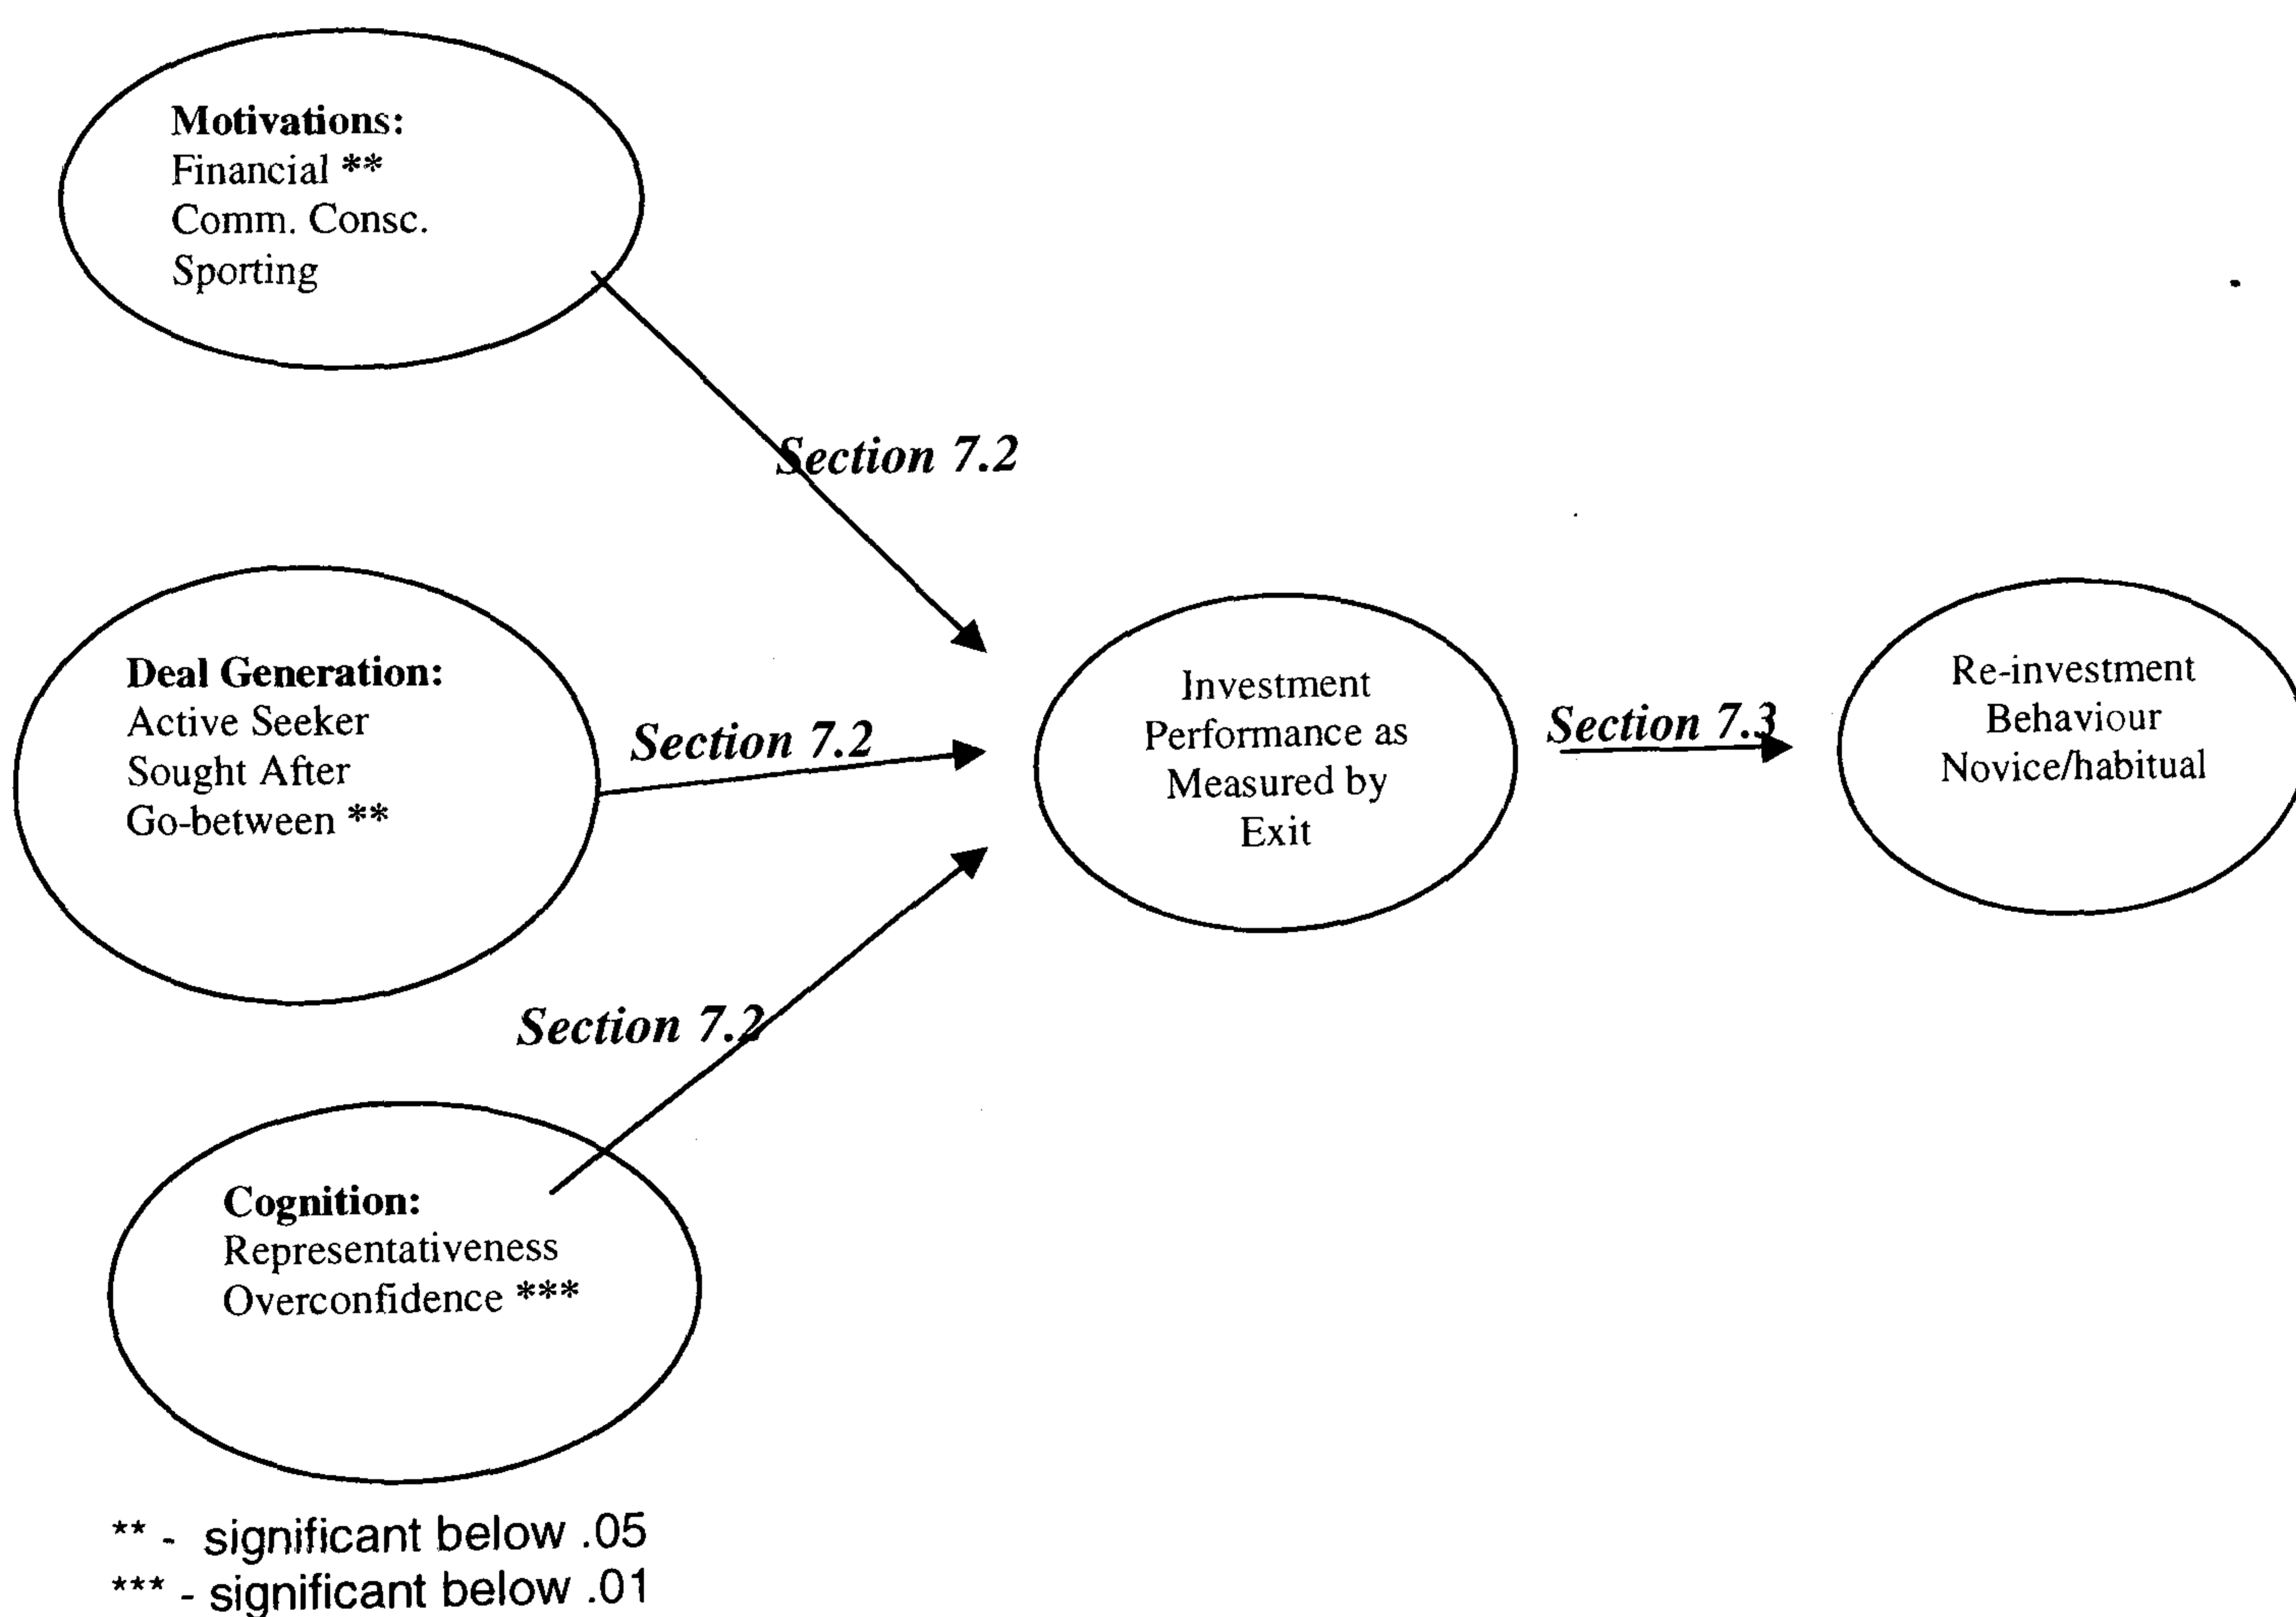 Motivations:
Financial **
Comm. Consc.
Sporting
Section 7.2
Deal Generation:
Active Seeker
Sought After
Go-between **
Section 7.2
Investment
Performance as
Measured by
Exit
Section 7.3
Re-investment
Behaviour
Novice/habitual
Section 7.2
Cognition:
Representativeness
Overconfidence ***
** - significant below .05
*** - significant below .01